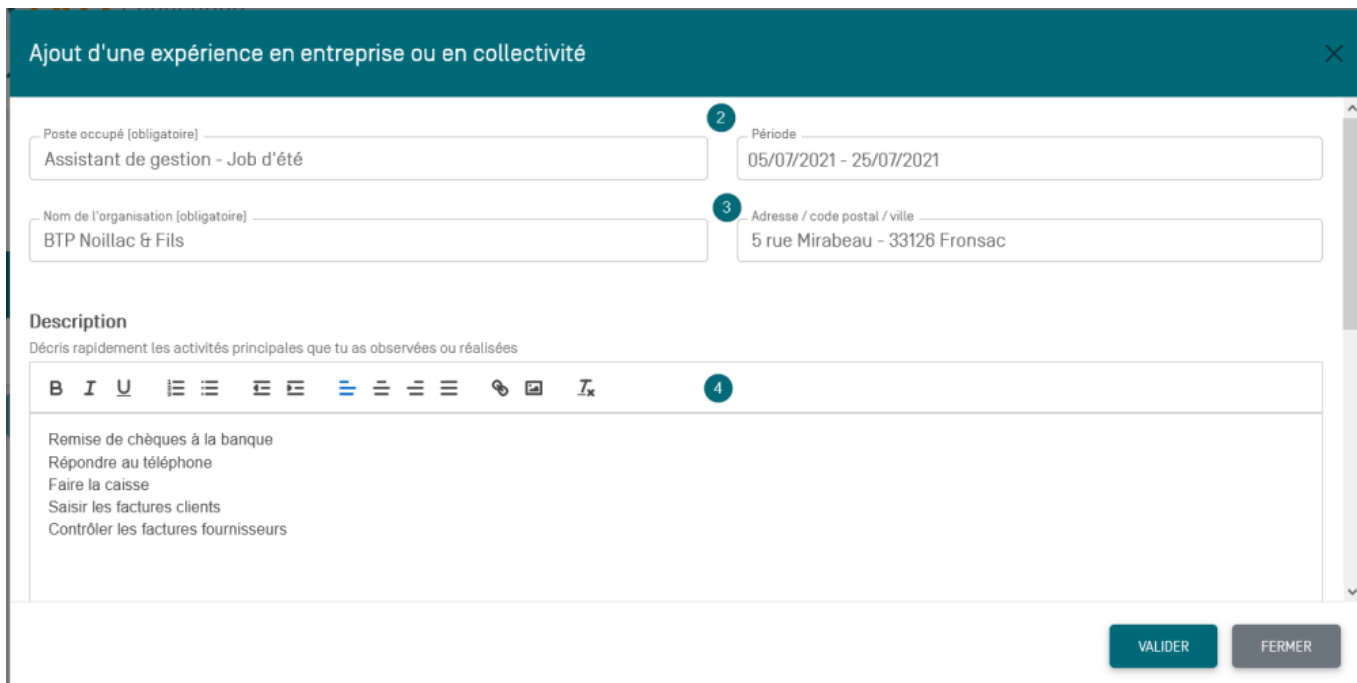 Ajout d'une expérience en entreprise ou en collectivité
2
Poste occupé (obligatoire)
Assistant de gestion - Job d'été
Période
05/07/2021 - 25/07/2021
3
Nom de l'organisation (obligatoire)
BTP Noillac & Fils
Adresse / code postal / ville
5 rue Mirabeau - 33126 Fronsac
Description
Décris rapidement les activités principales que tu as observées ou réalisées
B I U
4
Remise de chèques à la banque
Répondre au téléphone
Faire la caisse
Saisir les factures clients
Contrôler les factures fournisseurs
VALIDER
FERMER